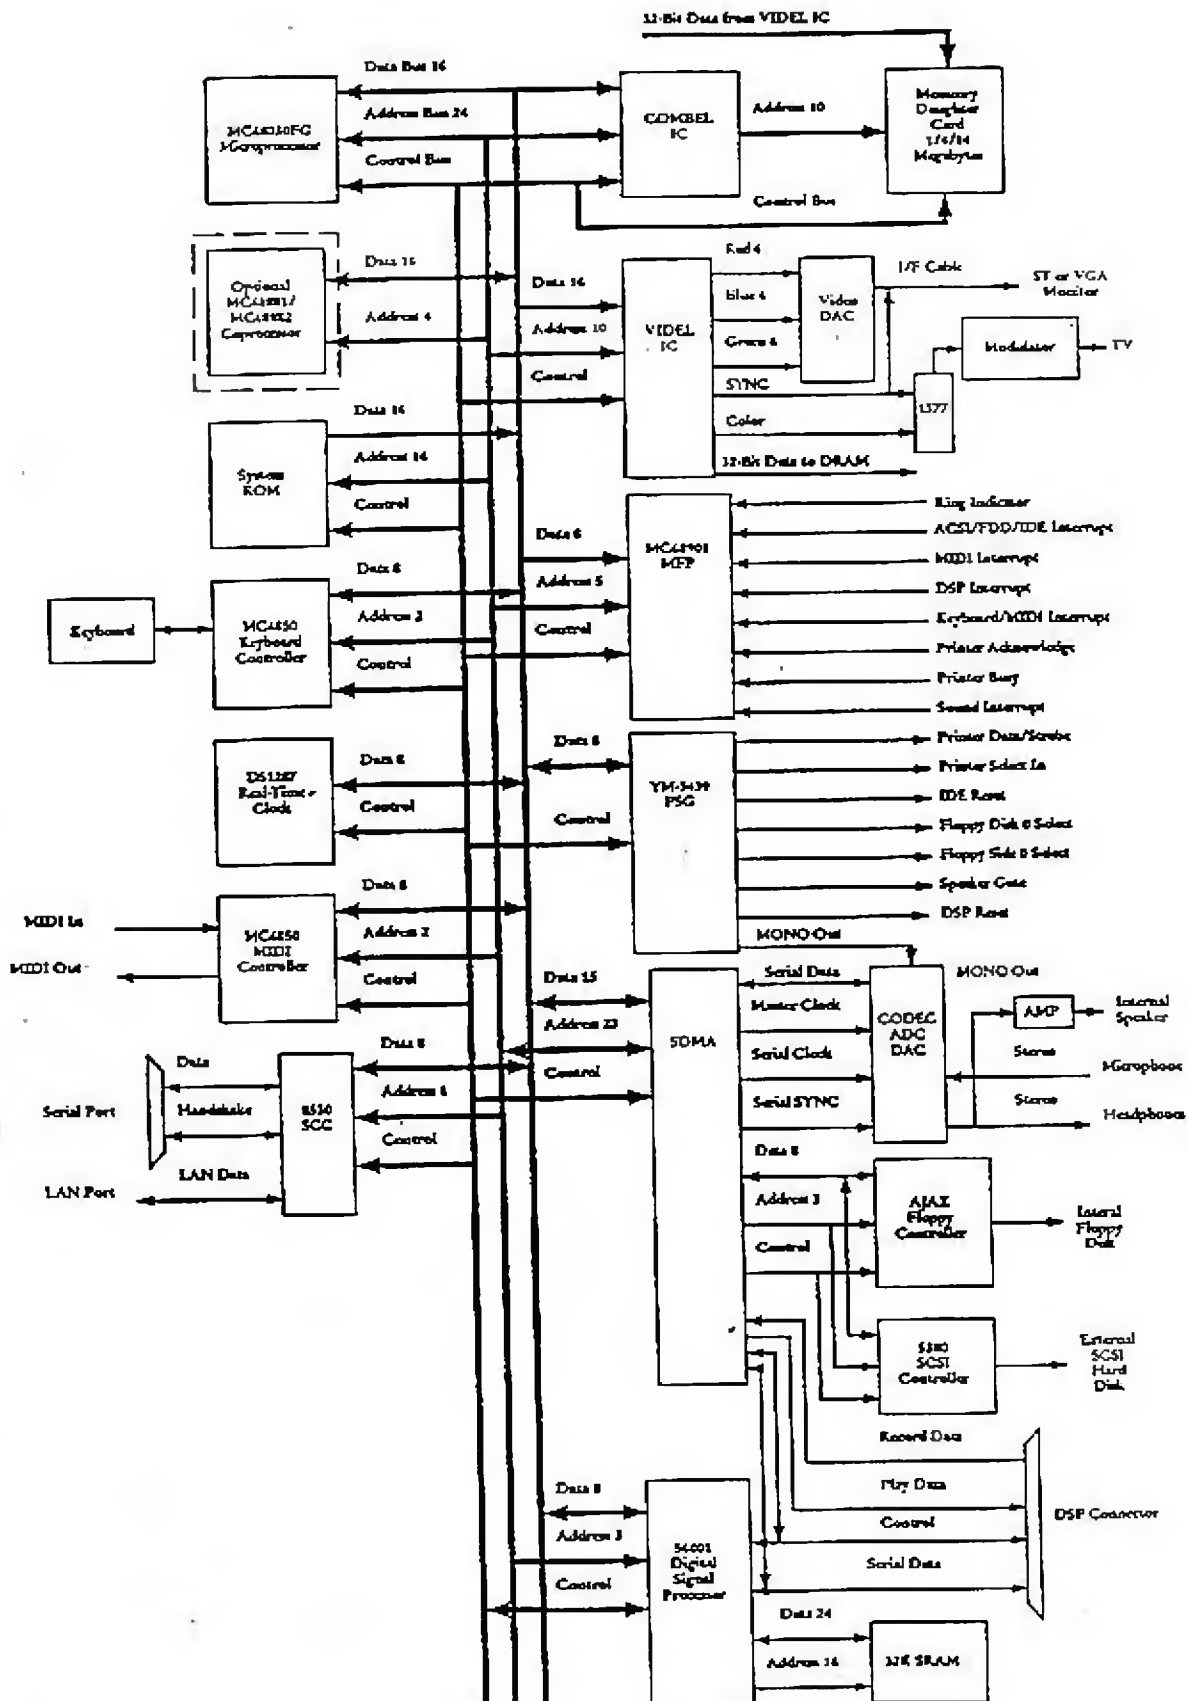 32-Bit Data from VIDEL IC
Data Bus 16
Address Bus 24
Control Bus
Microprocessor
COMBEL
IC
Address 10
Memory
Daughter
Card
Megabytes
Control Bus
Optional
Coprocessor
Data 16
Address 4
Data 16
Address 10
Control
VIDEL
IC
Red 6
Blue 6
Green 6
SYNC
Color
32-Bit Data to DRAM
Video
DAC
I/F Cable
ST or VGA
Monitor
Modulator
TV
1377
System
ROM
Data 16
Address 16
Control
Data 8
Address 5
Control
MC68901
MFP
Ring Indicator
ACSI/FDD/IDE Interrupt
MIDI Interrupt
DSP Interrupt
Keyboard/MIDI Interrupt
Printer Acknowledge
Printer Busy
Sound Interrupt
Keyboard
MC6850
Keyboard
Controller
Data 8
Address 2
Control
DS1287
Real-Time
Clock
Data 8
Control
Data 8
Control
PSG
Printer Data/Strobe
Printer Select In
IDE Reset
Floppy Disk 0 Select
Floppy Side 0 Select
Speaker Gate
DSP Reset
MONO Out
MIDI In
MIDI Out
MC6850
MIDI
Controller
Data 8
Address 2
Control
Data 15
Address 23
Control
SDMA
Serial Data
Master Clock
Serial Clock
Serial SYNC
CODEC
ADC
DAC
MONO Out
AMP
Internal
Speaker
Stereo
Microphone
Stereo
Headphones
Serial Port
Data
Handshake
LAN Port
LAN Data
8530
SCC
Data 8
Control
Data 8
Address 3
Control
AJAX
Floppy
Controller
Internal
Floppy
Disk
5380
SCSI
Controller
External
SCSI
Hard
Disk
Record Data
Play Data
Control
Serial Data
DSP Connector
Data 8
Address 3
Control
56001
Digital
Signal
Processor
Data 24
Address 16
32K SRAM